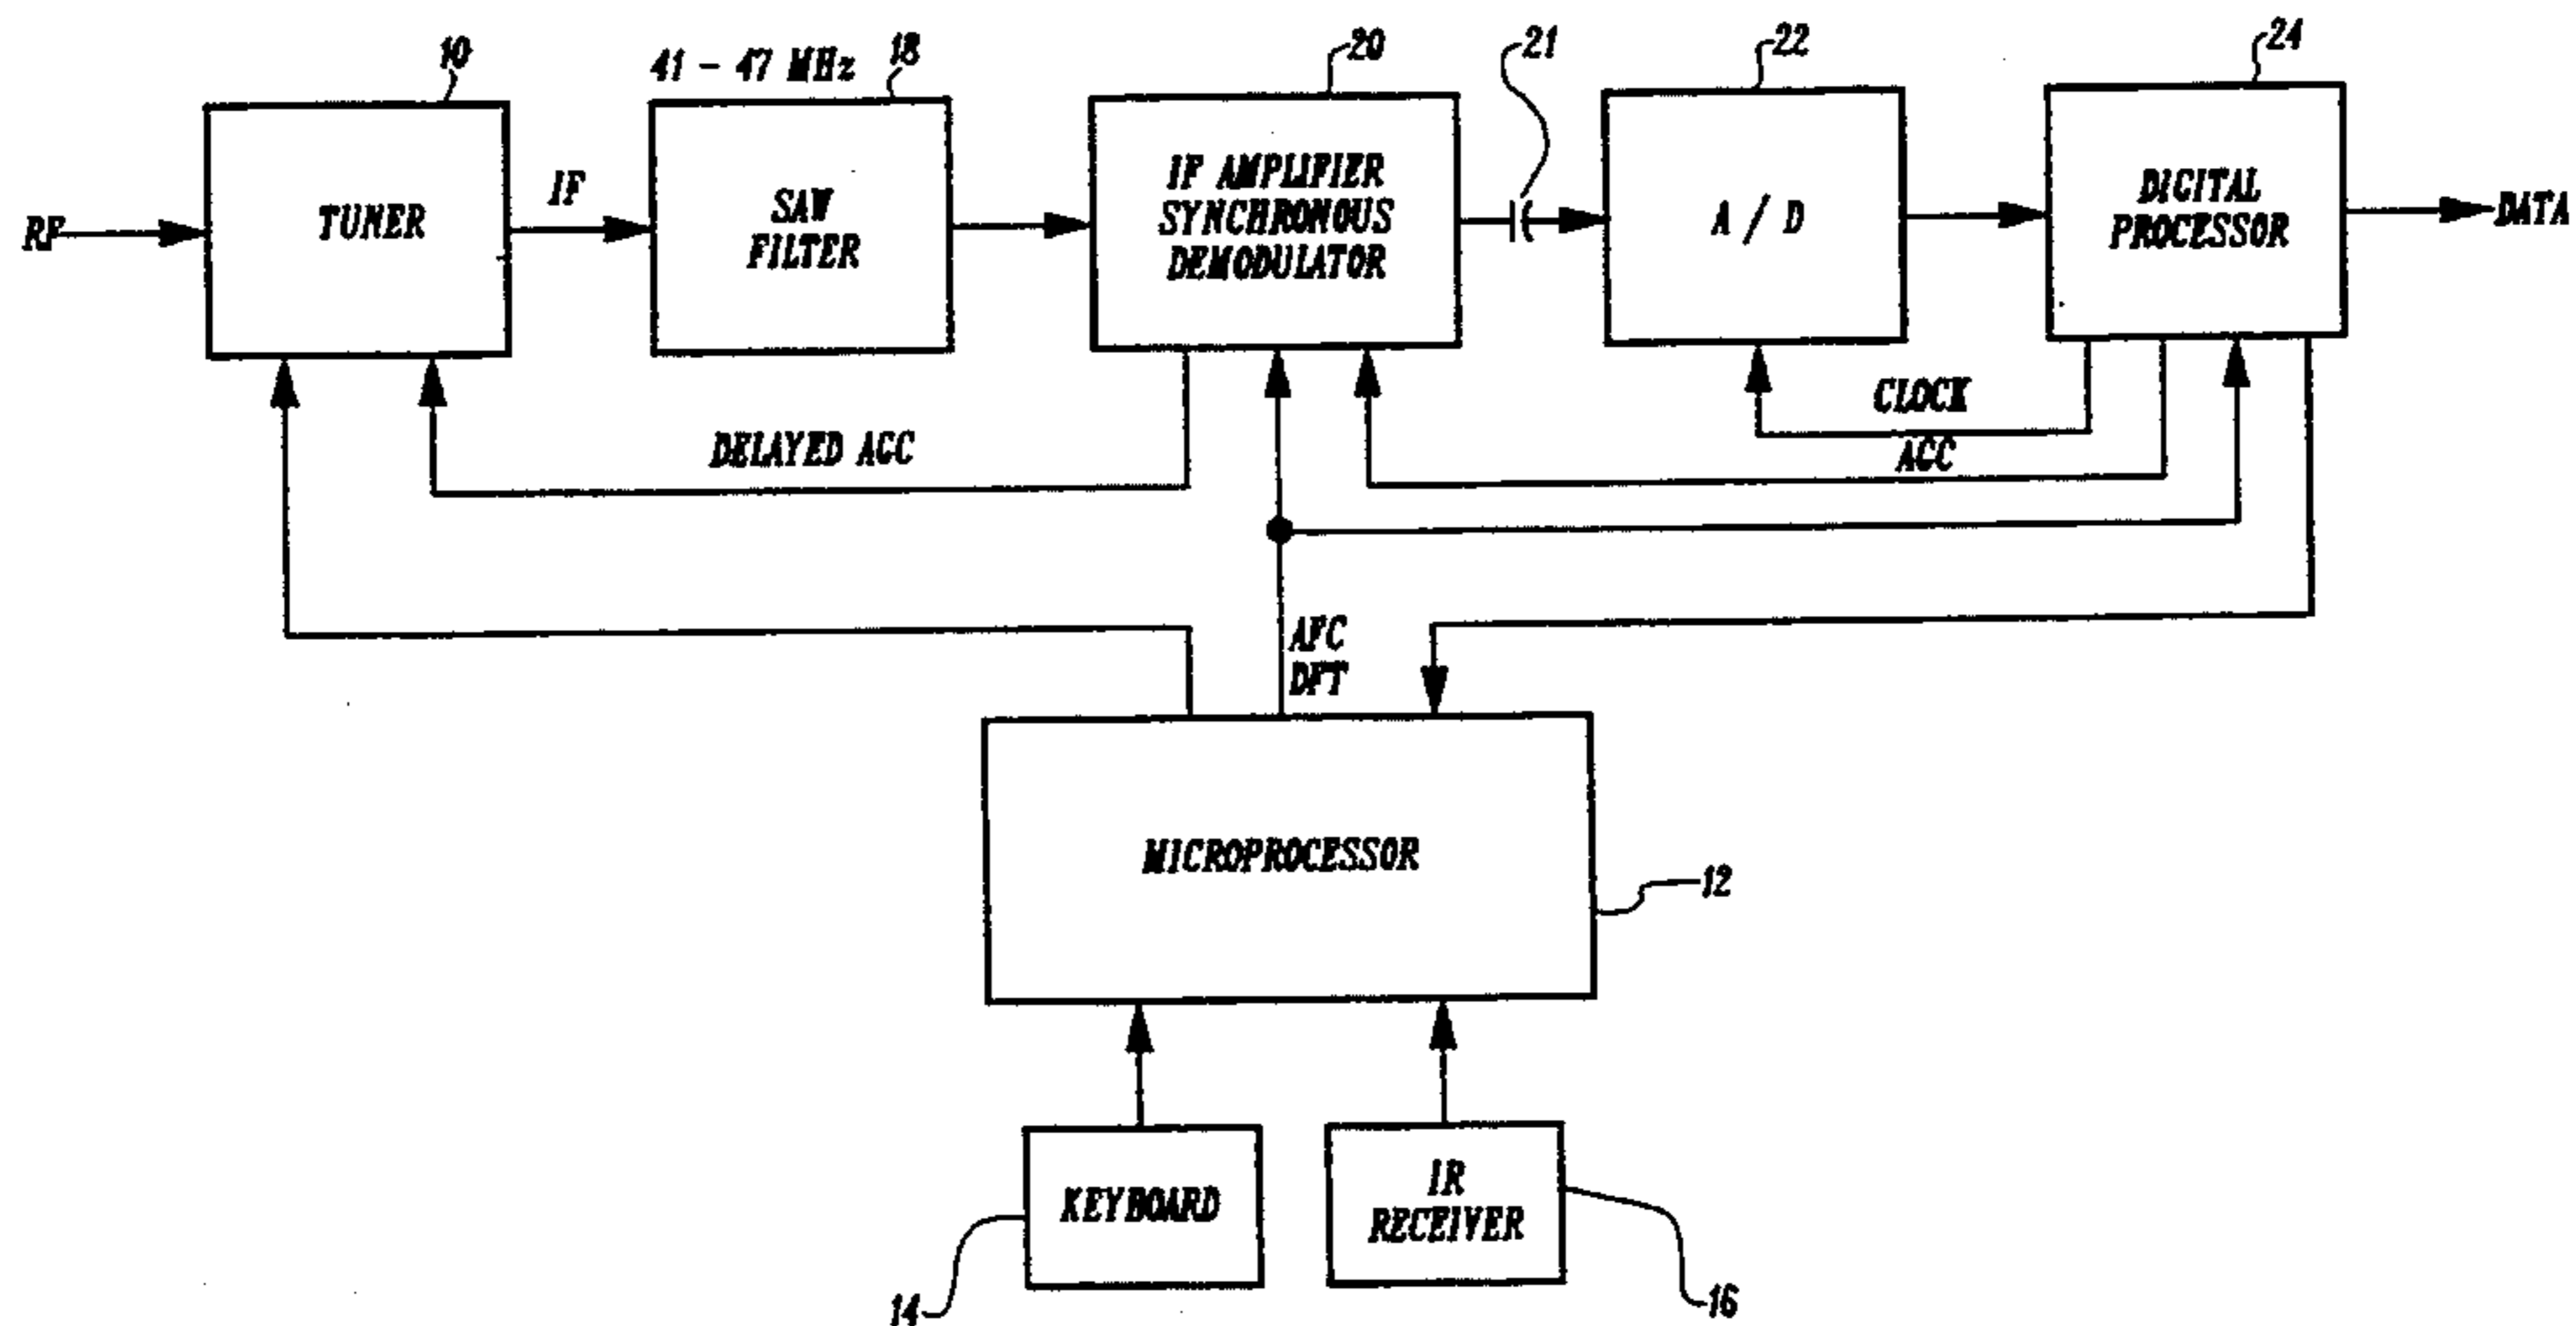 10
41 - 47 MHz
18
20
21
22
24
RF
TUNER
IF
SAW
FILTER
IF AMPLIFIER
SYNCHRONOUS
DEMODULATOR
A / D
DIGITAL
PROCESSOR
DATA
DELAYED AGC
CLOCK
AGC
AFC
DFT
MICROPROCESSOR
12
KEYBOARD
14
IR
RECEIVER
16